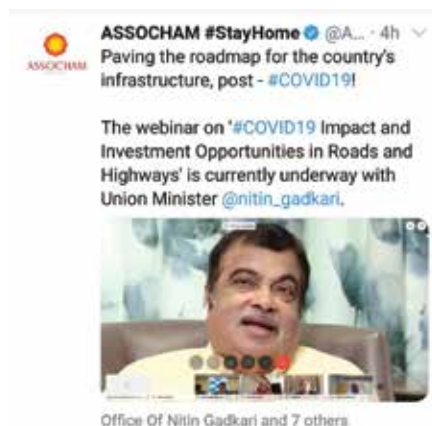 ASSOCHAM #StayHome @A... · 4h
ASSOCHAM
Paving the roadmap for the country's
infrastructure, post - #COVID19!
The webinar on '#COVID19 Impact and
Investment Opportunities in Roads and
Highways' is currently underway with
Union Minister @nitin_gadkari.
Office Of Nitin Gadkari and 7 others